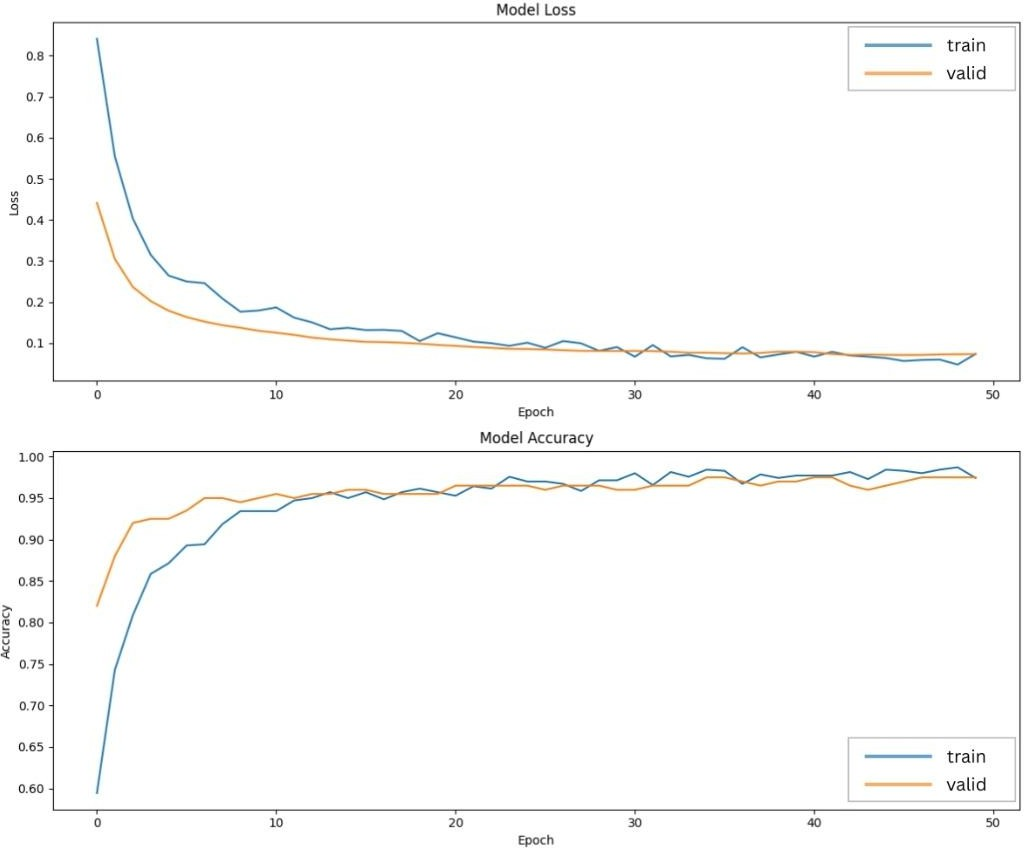 Model Loss
train
valid
0.8
0.7
0.6
0.5
0.4
0.3
0.2
0.1
Loss
0 10 20 30 40 50
Epoch
Model Accuracy
1.00
0.95
0.90
0.85
0.80
0.75
0.70
0.65
0.60
Accuracy
train
valid
0 10 20 30 40 50
Epoch